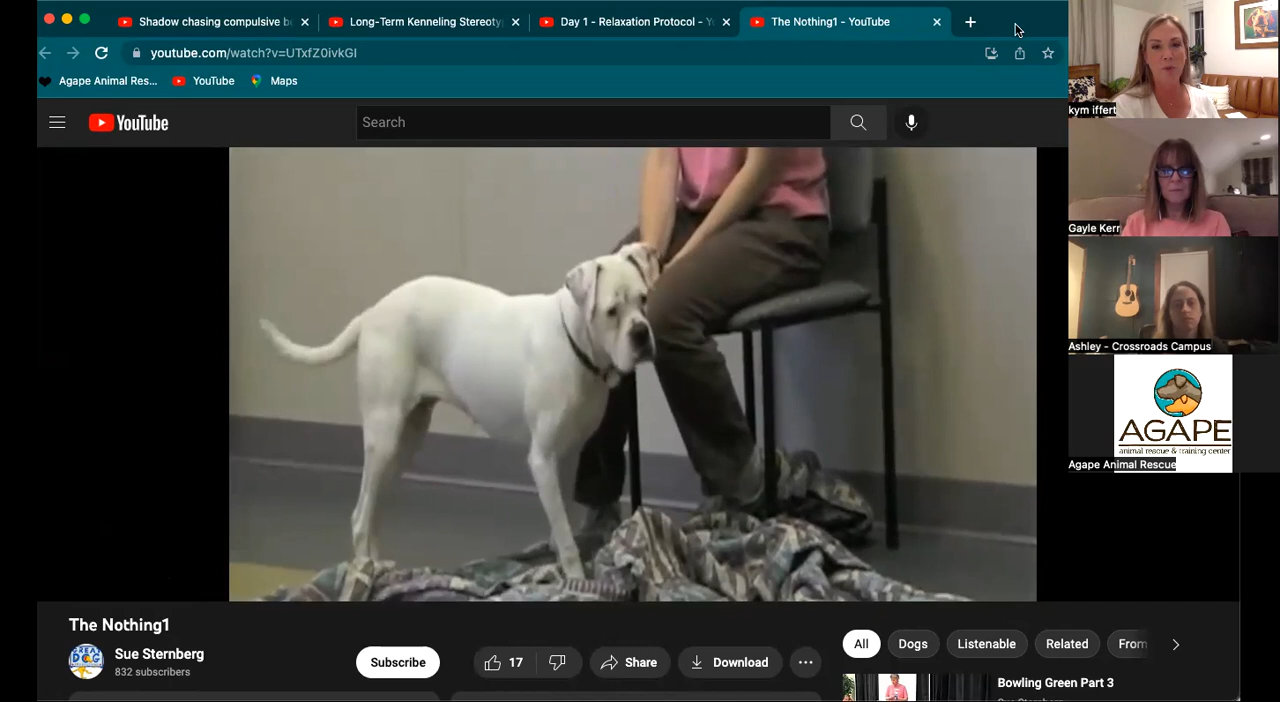 Shadow chasing compulsive b
Long-Term Kenneling Stereoty
Day 1 - Relaxation Protocol - Y
The Nothing1 - YouTube
youtube.com/watch?v=UTxfZ0ivkGI
Agape Animal Res...
YouTube
Maps
YouTube
Search
kym iffert
Gayle Kerr
Ashley - Crossroads Campus
AGAPE
animal rescue & training center
Agape Animal Rescue
The Nothing1
Sue Sternberg
832 subscribers
Subscribe
17
Share
Download
All
Dogs
Listenable
Related
From
Bowling Green Part 3